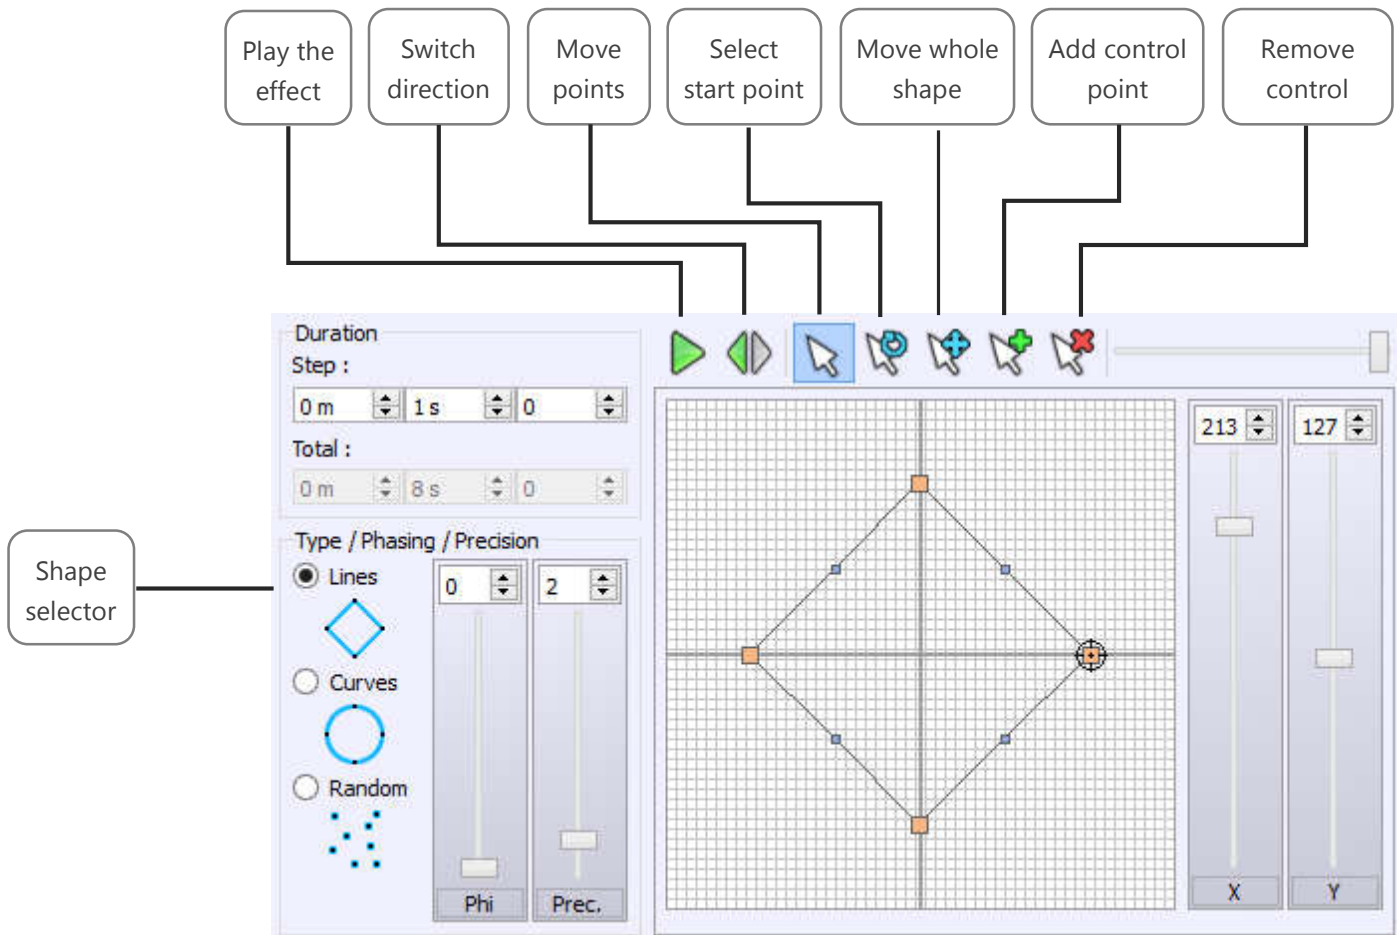 Play the
effect
Switch
direction
Move
points
Select
start point
Move whole
shape
Add control
point
Remove
control
Duration
Step :
0 m 1 s 0
Total :
0 m 8 s 0
213 127
Shape
selector
Type / Phasing / Precision
Lines
0 2
Curves
Random
Phi Prec.
X Y